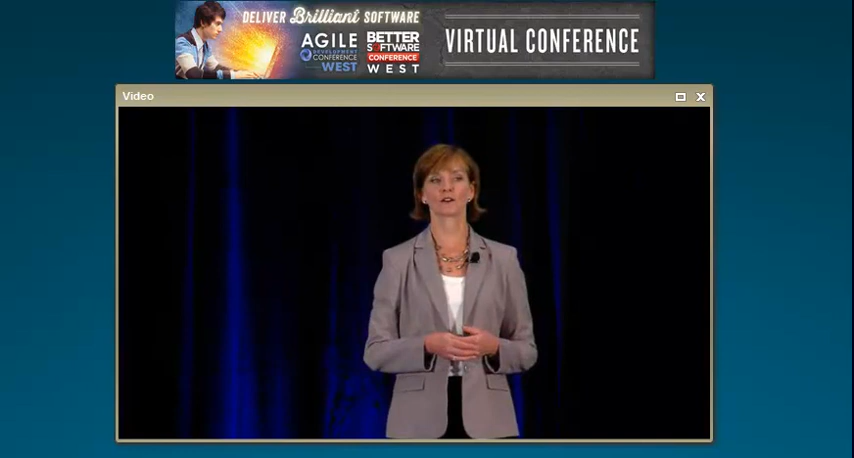 DELIVER Brilliant SOFTWARE
AGILE
DEVELOPMENT
CONFERENCE
WEST
BETTER
SOFTWARE
CONFERENCE
WEST
VIRTUAL CONFERENCE
Video